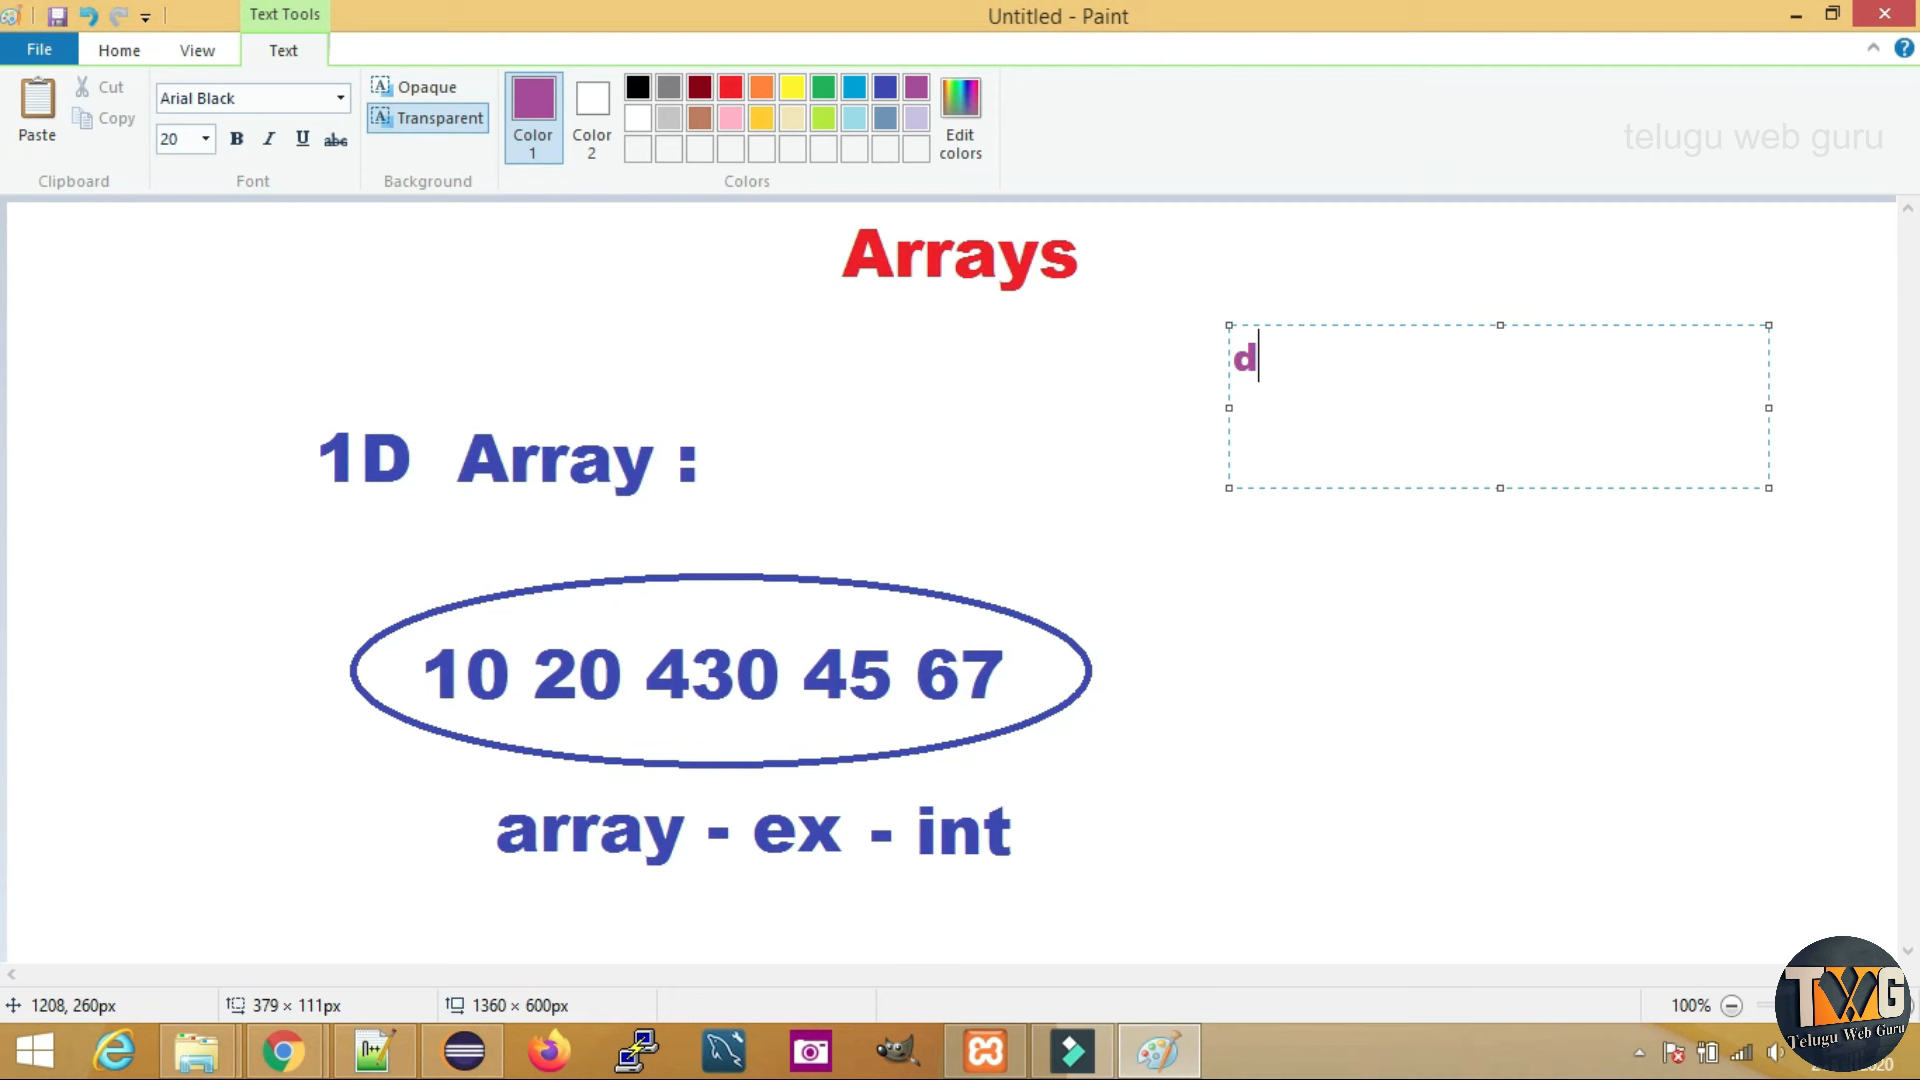 Text Tools
Untitled - Paint
File Home View Text
Paste
Cut
Copy
Clipboard
Arial Black
20 B I U abc
Font
Opaque
Transparent
Background
Color 1
Color 2
Edit colors
Colors
telugu web guru
Arrays
d
1D Array :
10 20 430 45 67
array - ex - int
1208, 260px
379 × 111px
1360 × 600px
100%
TWG
Telugu Web Guru